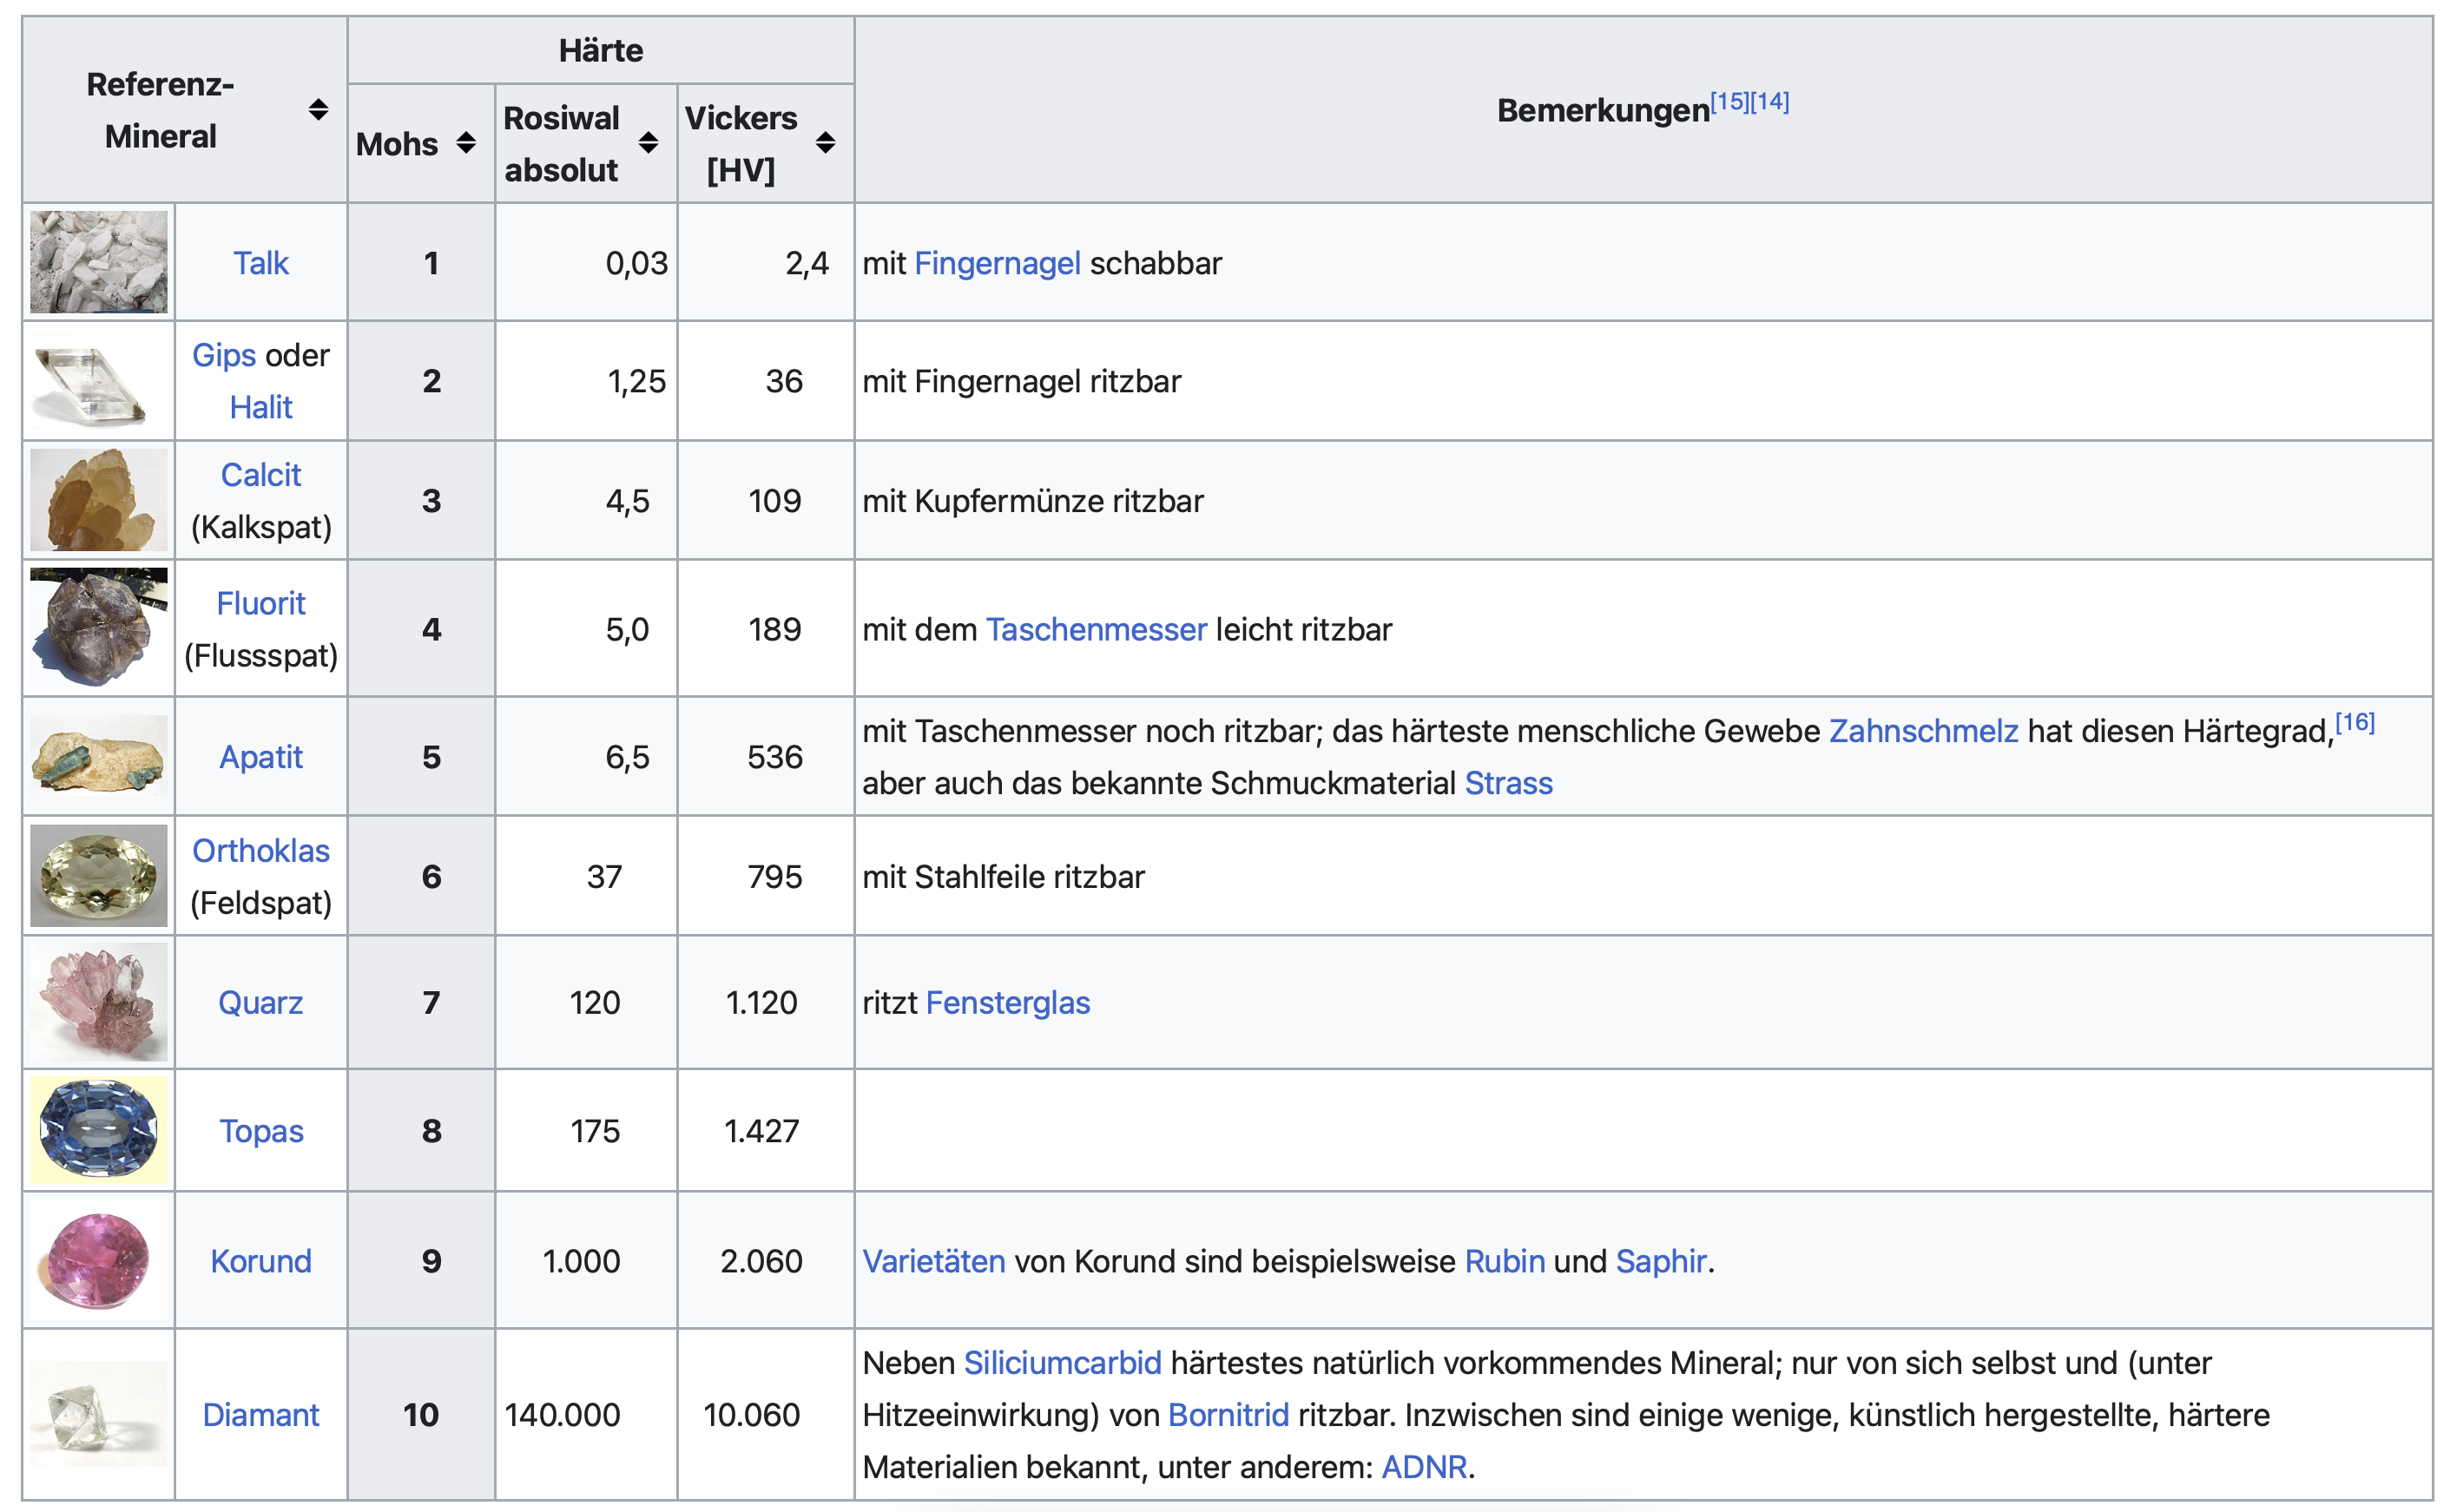 Referenz-
Mineral
Härte
Mohs
Rosiwal
absolut
Vickers
[HV]
Bemerkungen[15][14]
Talk 1 0,03 2,4 mit Fingernagel schabbar
Gips oder
Halit
2 1,25 36 mit Fingernagel ritzbar
Calcit
(Kalkspat)
3 4,5 109 mit Kupfermünze ritzbar
Fluorit
(Flussspat)
4 5,0 189 mit dem Taschenmesser leicht ritzbar
Apatit 5 6,5 536
mit Taschenmesser noch ritzbar; das härteste menschliche Gewebe Zahnschmelz hat diesen Härtegrad,[16]
aber auch das bekannte Schmuckmaterial Strass
Orthoklas
(Feldspat)
6 37 795 mit Stahlfeile ritzbar
Quarz 7 120 1.120 ritzt Fensterglas
Topas 8 175 1.427
Korund 9 1.000 2.060 Varietäten von Korund sind beispielsweise Rubin und Saphir.
Diamant 10 140.000 10.060
Neben Siliciumcarbid härtestes natürlich vorkommendes Mineral; nur von sich selbst und (unter
Hitzeeinwirkung) von Bornitrid ritzbar. Inzwischen sind einige wenige, künstlich hergestellte, härtere
Materialien bekannt, unter anderem: ADNR.